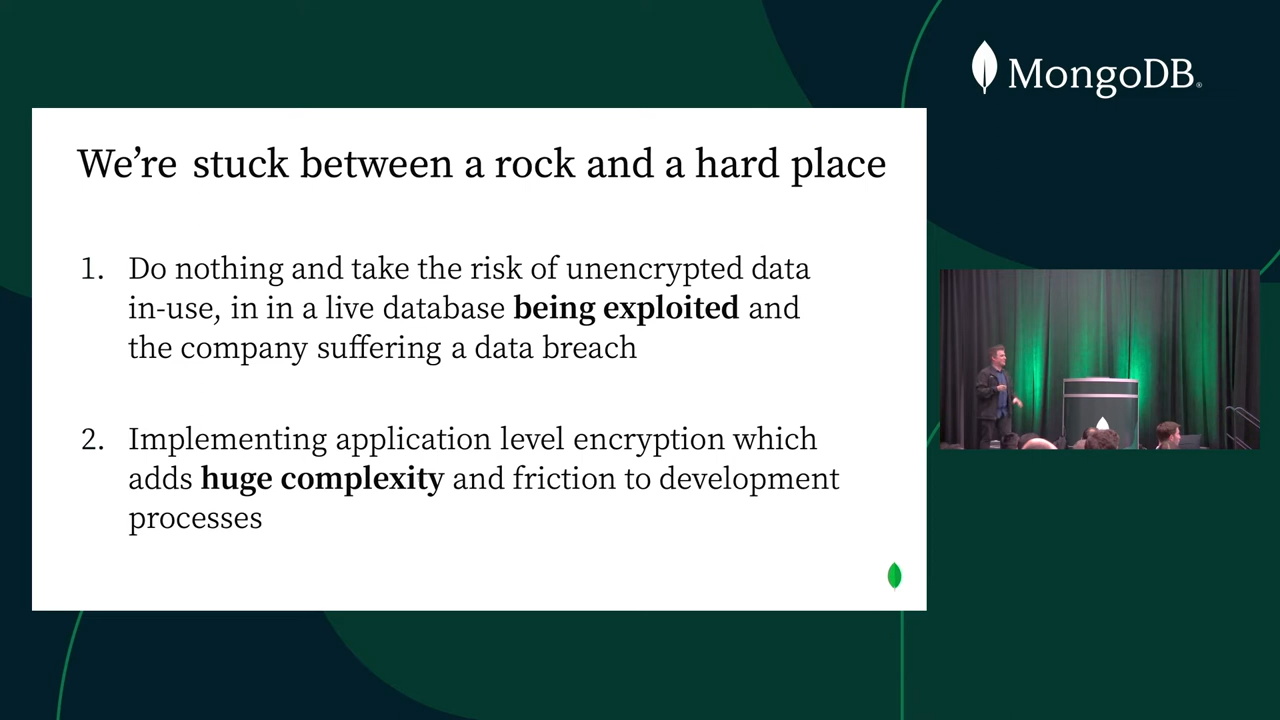 MongoDB®
We're stuck between a rock and a hard place
1. Do nothing and take the risk of unencrypted data
in-use, in in a live database being exploited and
the company suffering a data breach
2. Implementing application level encryption which
adds huge complexity and friction to development
processes